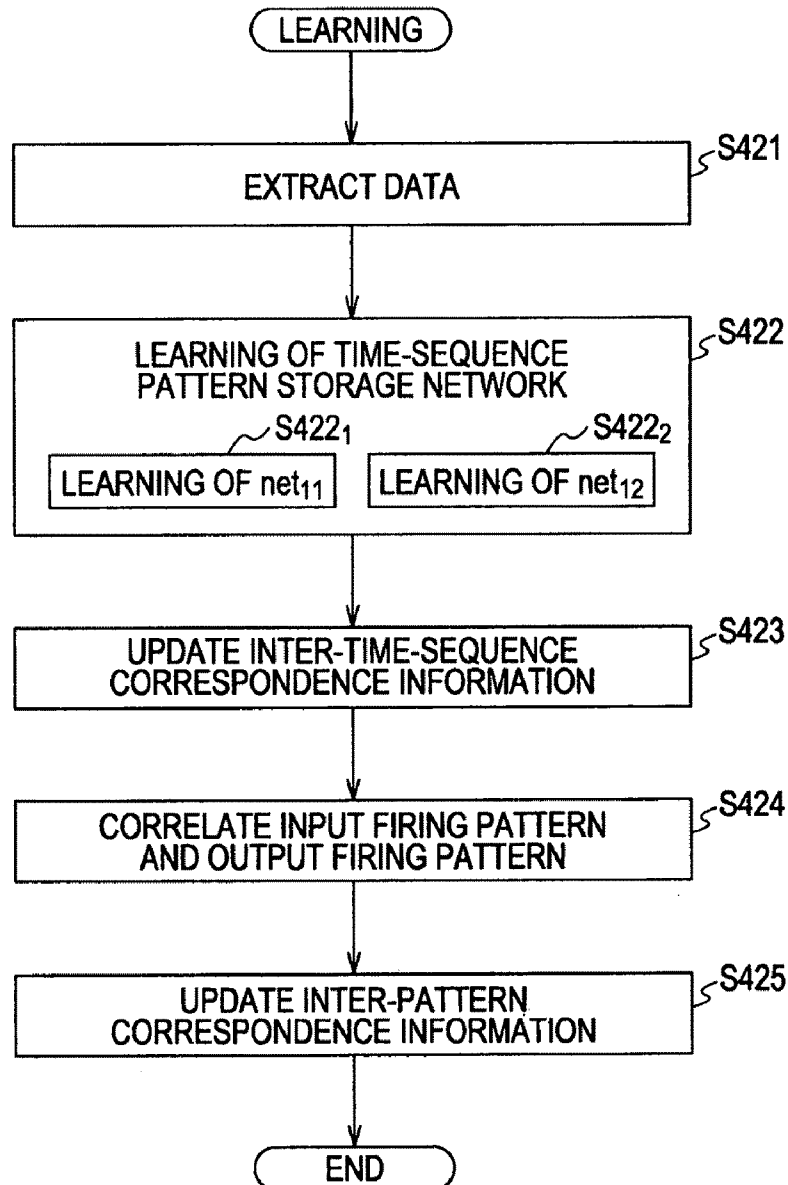 LEARNING
S421
EXTRACT DATA
S422
LEARNING OF TIME-SEQUENCE
PATTERN STORAGE NETWORK
S422₁
S422₂
LEARNING OF net₁₁
LEARNING OF net₁₂
S423
UPDATE INTER-TIME-SEQUENCE
CORRESPONDENCE INFORMATION
S424
CORRELATE INPUT FIRING PATTERN
AND OUTPUT FIRING PATTERN
S425
UPDATE INTER-PATTERN
CORRESPONDENCE INFORMATION
END